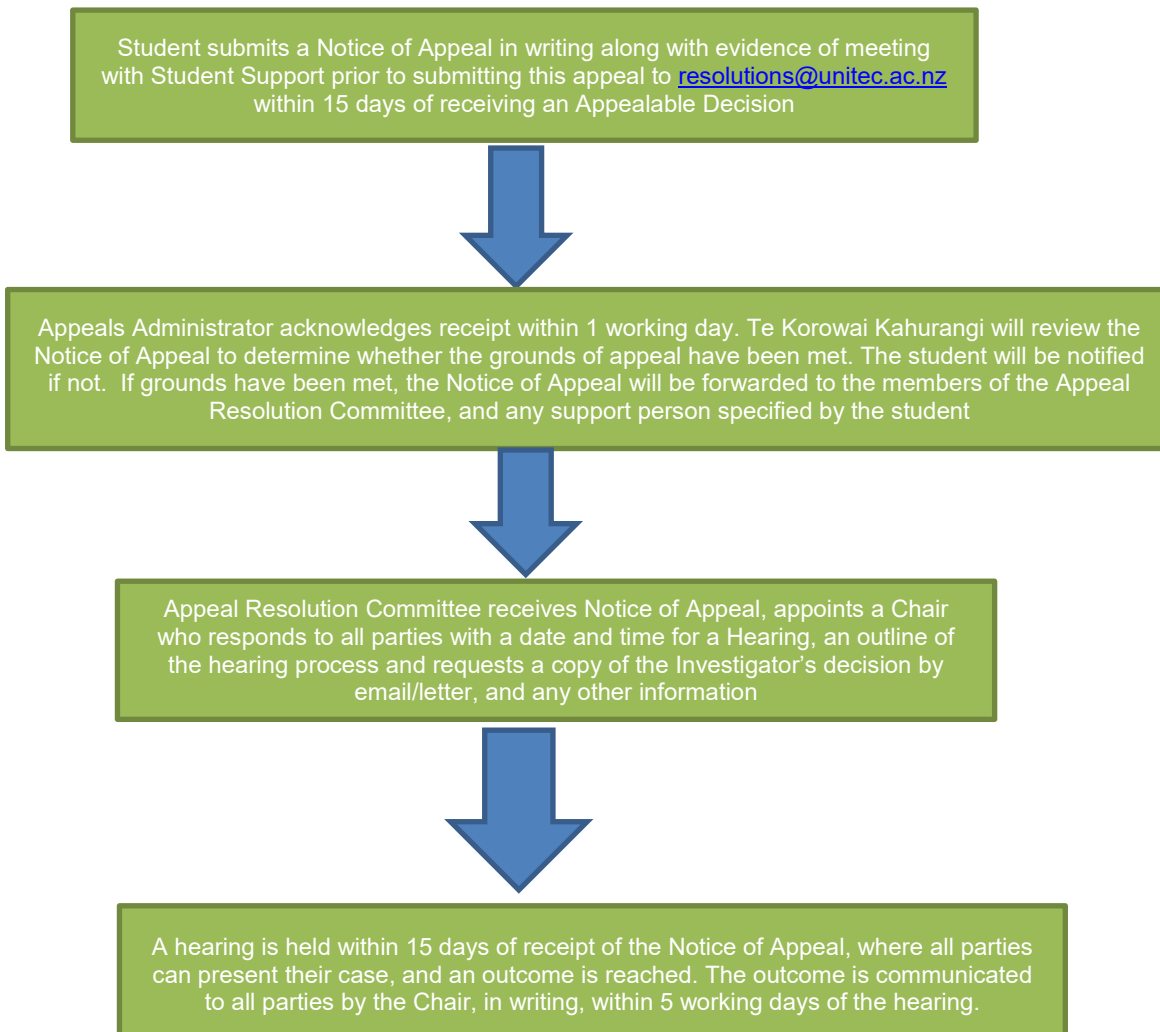 Student submits a Notice of Appeal in writing along with evidence of meeting
with Student Support prior to submitting this appeal to resolutions@unitec.ac.nz
within 15 days of receiving an Appealable Decision
Appeals Administrator acknowledges receipt within 1 working day. Te Korowai Kahurangi will review the
Notice of Appeal to determine whether the grounds of appeal have been met. The student will be notified
if not.  If grounds have been met, the Notice of Appeal will be forwarded to the members of the Appeal
Resolution Committee, and any support person specified by the student
Appeal Resolution Committee receives Notice of Appeal, appoints a Chair
who responds to all parties with a date and time for a Hearing, an outline of
the hearing process and requests a copy of the Investigator’s decision by
email/letter, and any other information
A hearing is held within 15 days of receipt of the Notice of Appeal, where all parties
can present their case, and an outcome is reached. The outcome is communicated
to all parties by the Chair, in writing, within 5 working days of the hearing.